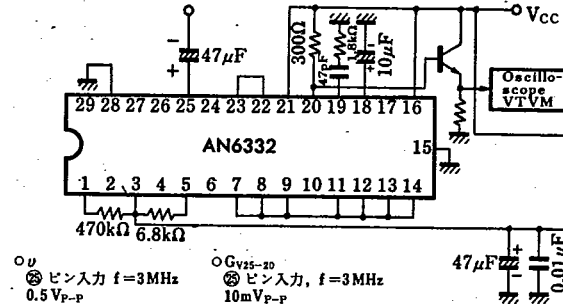 Vcc
300Ω
47pF
1.8kΩ
10μF
47μF
Oscillo-
scope
VTVM
29 28 27 26 25 24 23 22 21 20 19 18 17 16
AN6332
15
1 2 3 4 5 6 7 8 9 10 11 12 13 14
470kΩ 6.8kΩ
47μF
0.01μF
○υ
㉕ ピン入力 f=3MHz
0.5VP-P
○GV25-20
㉕ ピン入力, f=3MHz
10mVP-P